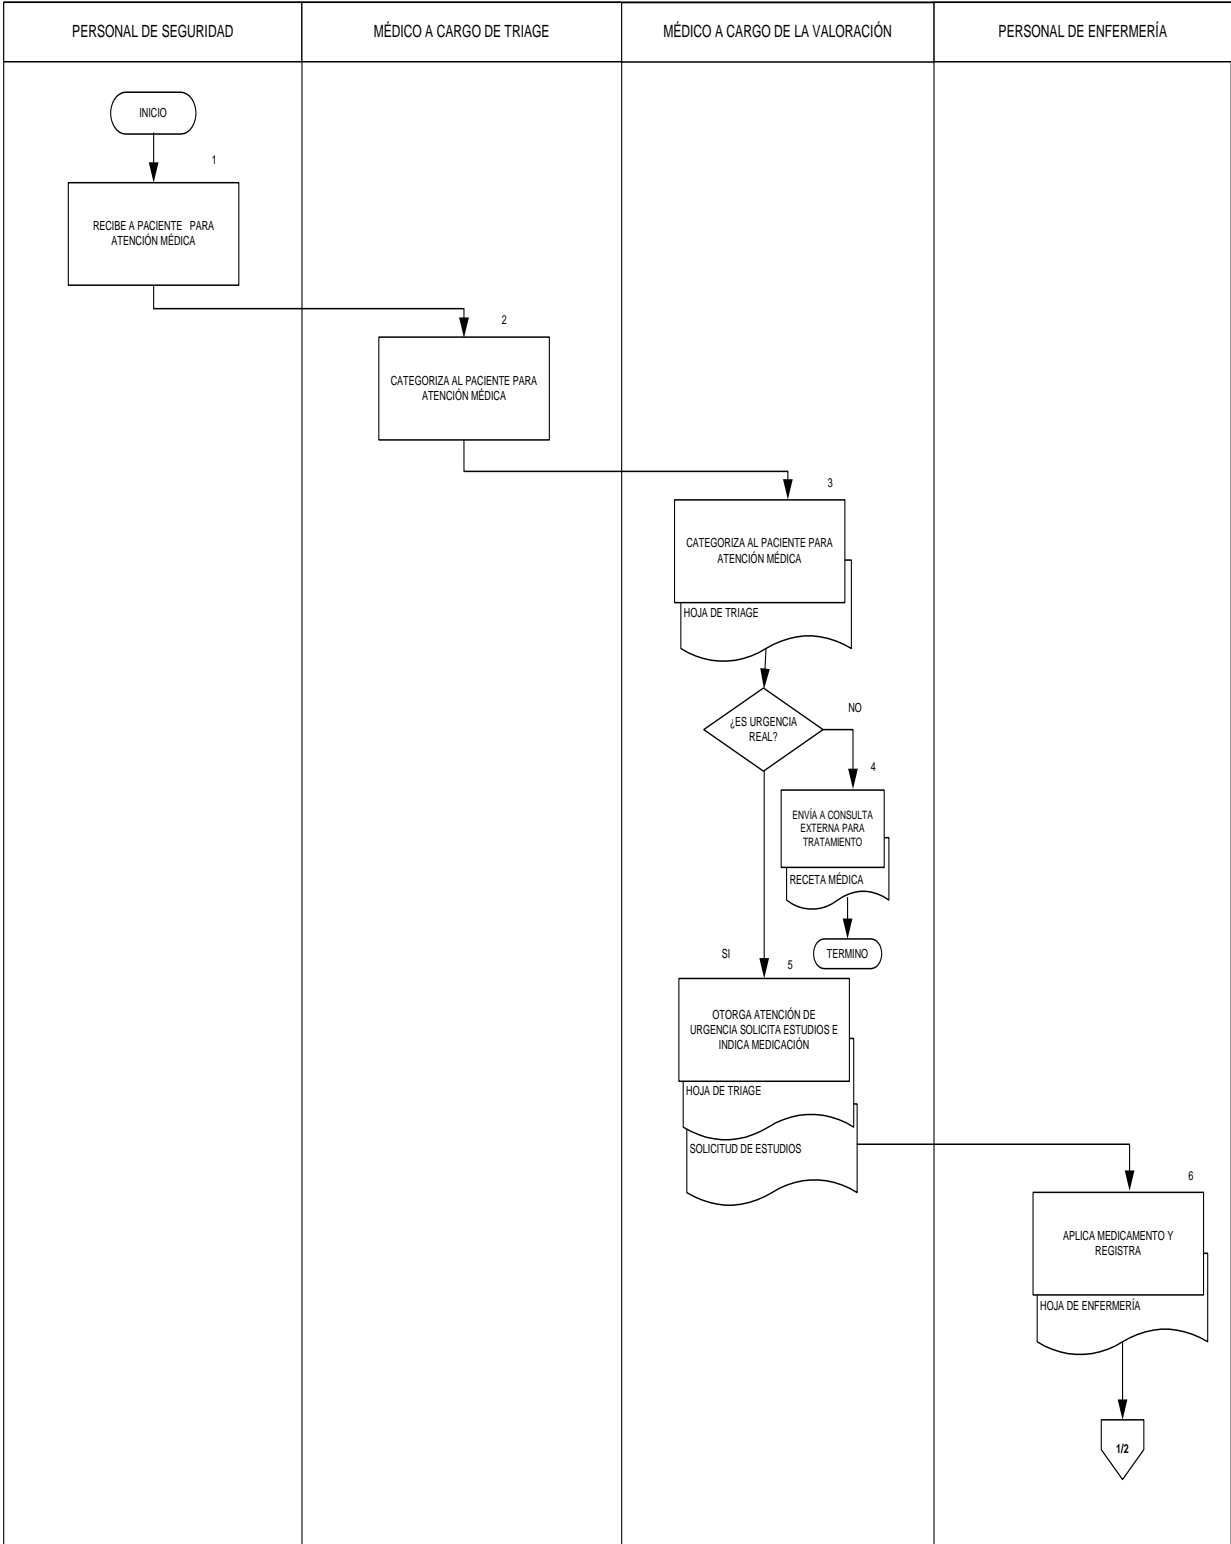 PERSONAL DE SEGURIDAD
MÉDICO A CARGO DE TRIAGE
MÉDICO A CARGO DE LA VALORACIÓN
PERSONAL DE ENFERMERÍA
INICIO
1
RECIBE A PACIENTE PARA
ATENCIÓN MÉDICA
2
CATEGORIZA AL PACIENTE PARA
ATENCIÓN MÉDICA
3
CATEGORIZA AL PACIENTE PARA
ATENCIÓN MÉDICA
HOJA DE TRIAGE
¿ES URGENCIA
REAL?
NO
4
ENVÍA A CONSULTA
EXTERNA PARA
TRATAMIENTO
RECETA MÉDICA
TERMINO
SI
5
OTORGA ATENCIÓN DE
URGENCIA SOLICITA ESTUDIOS E
INDICA MEDICACIÓN
HOJA DE TRIAGE
SOLICITUD DE ESTUDIOS
6
APLICA MEDICAMENTO Y
REGISTRA
HOJA DE ENFERMERÍA
1/2